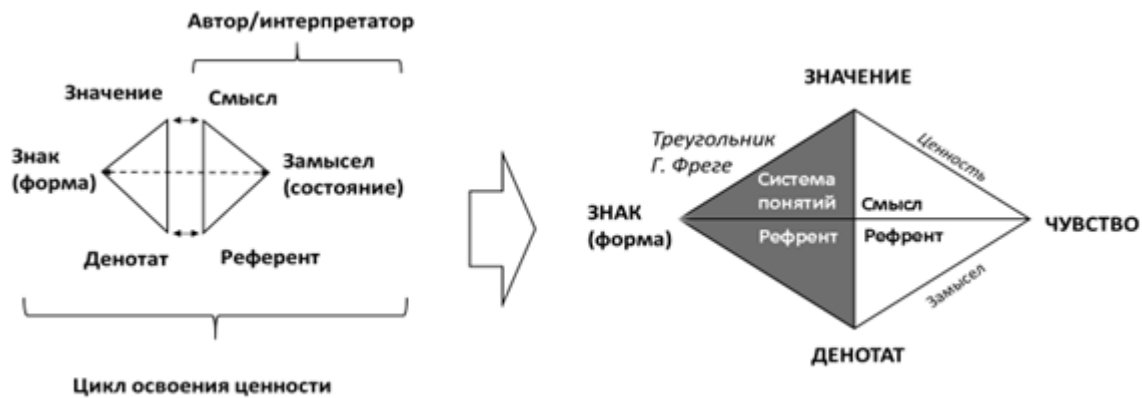 Автор/интерпретатор
Значение
Смысл
Знак
(форма)
Замысел
(состояние)
Денотат
Референт
Цикл освоения ценности
ЗНАЧЕНИЕ
Треугольник
Г. Фреге
Ценность
Система
понятий
Смысл
ЗНАК
(форма)
Рефрент
Рефрент
ЧУВСТВО
Замысел
ДЕНОТАТ